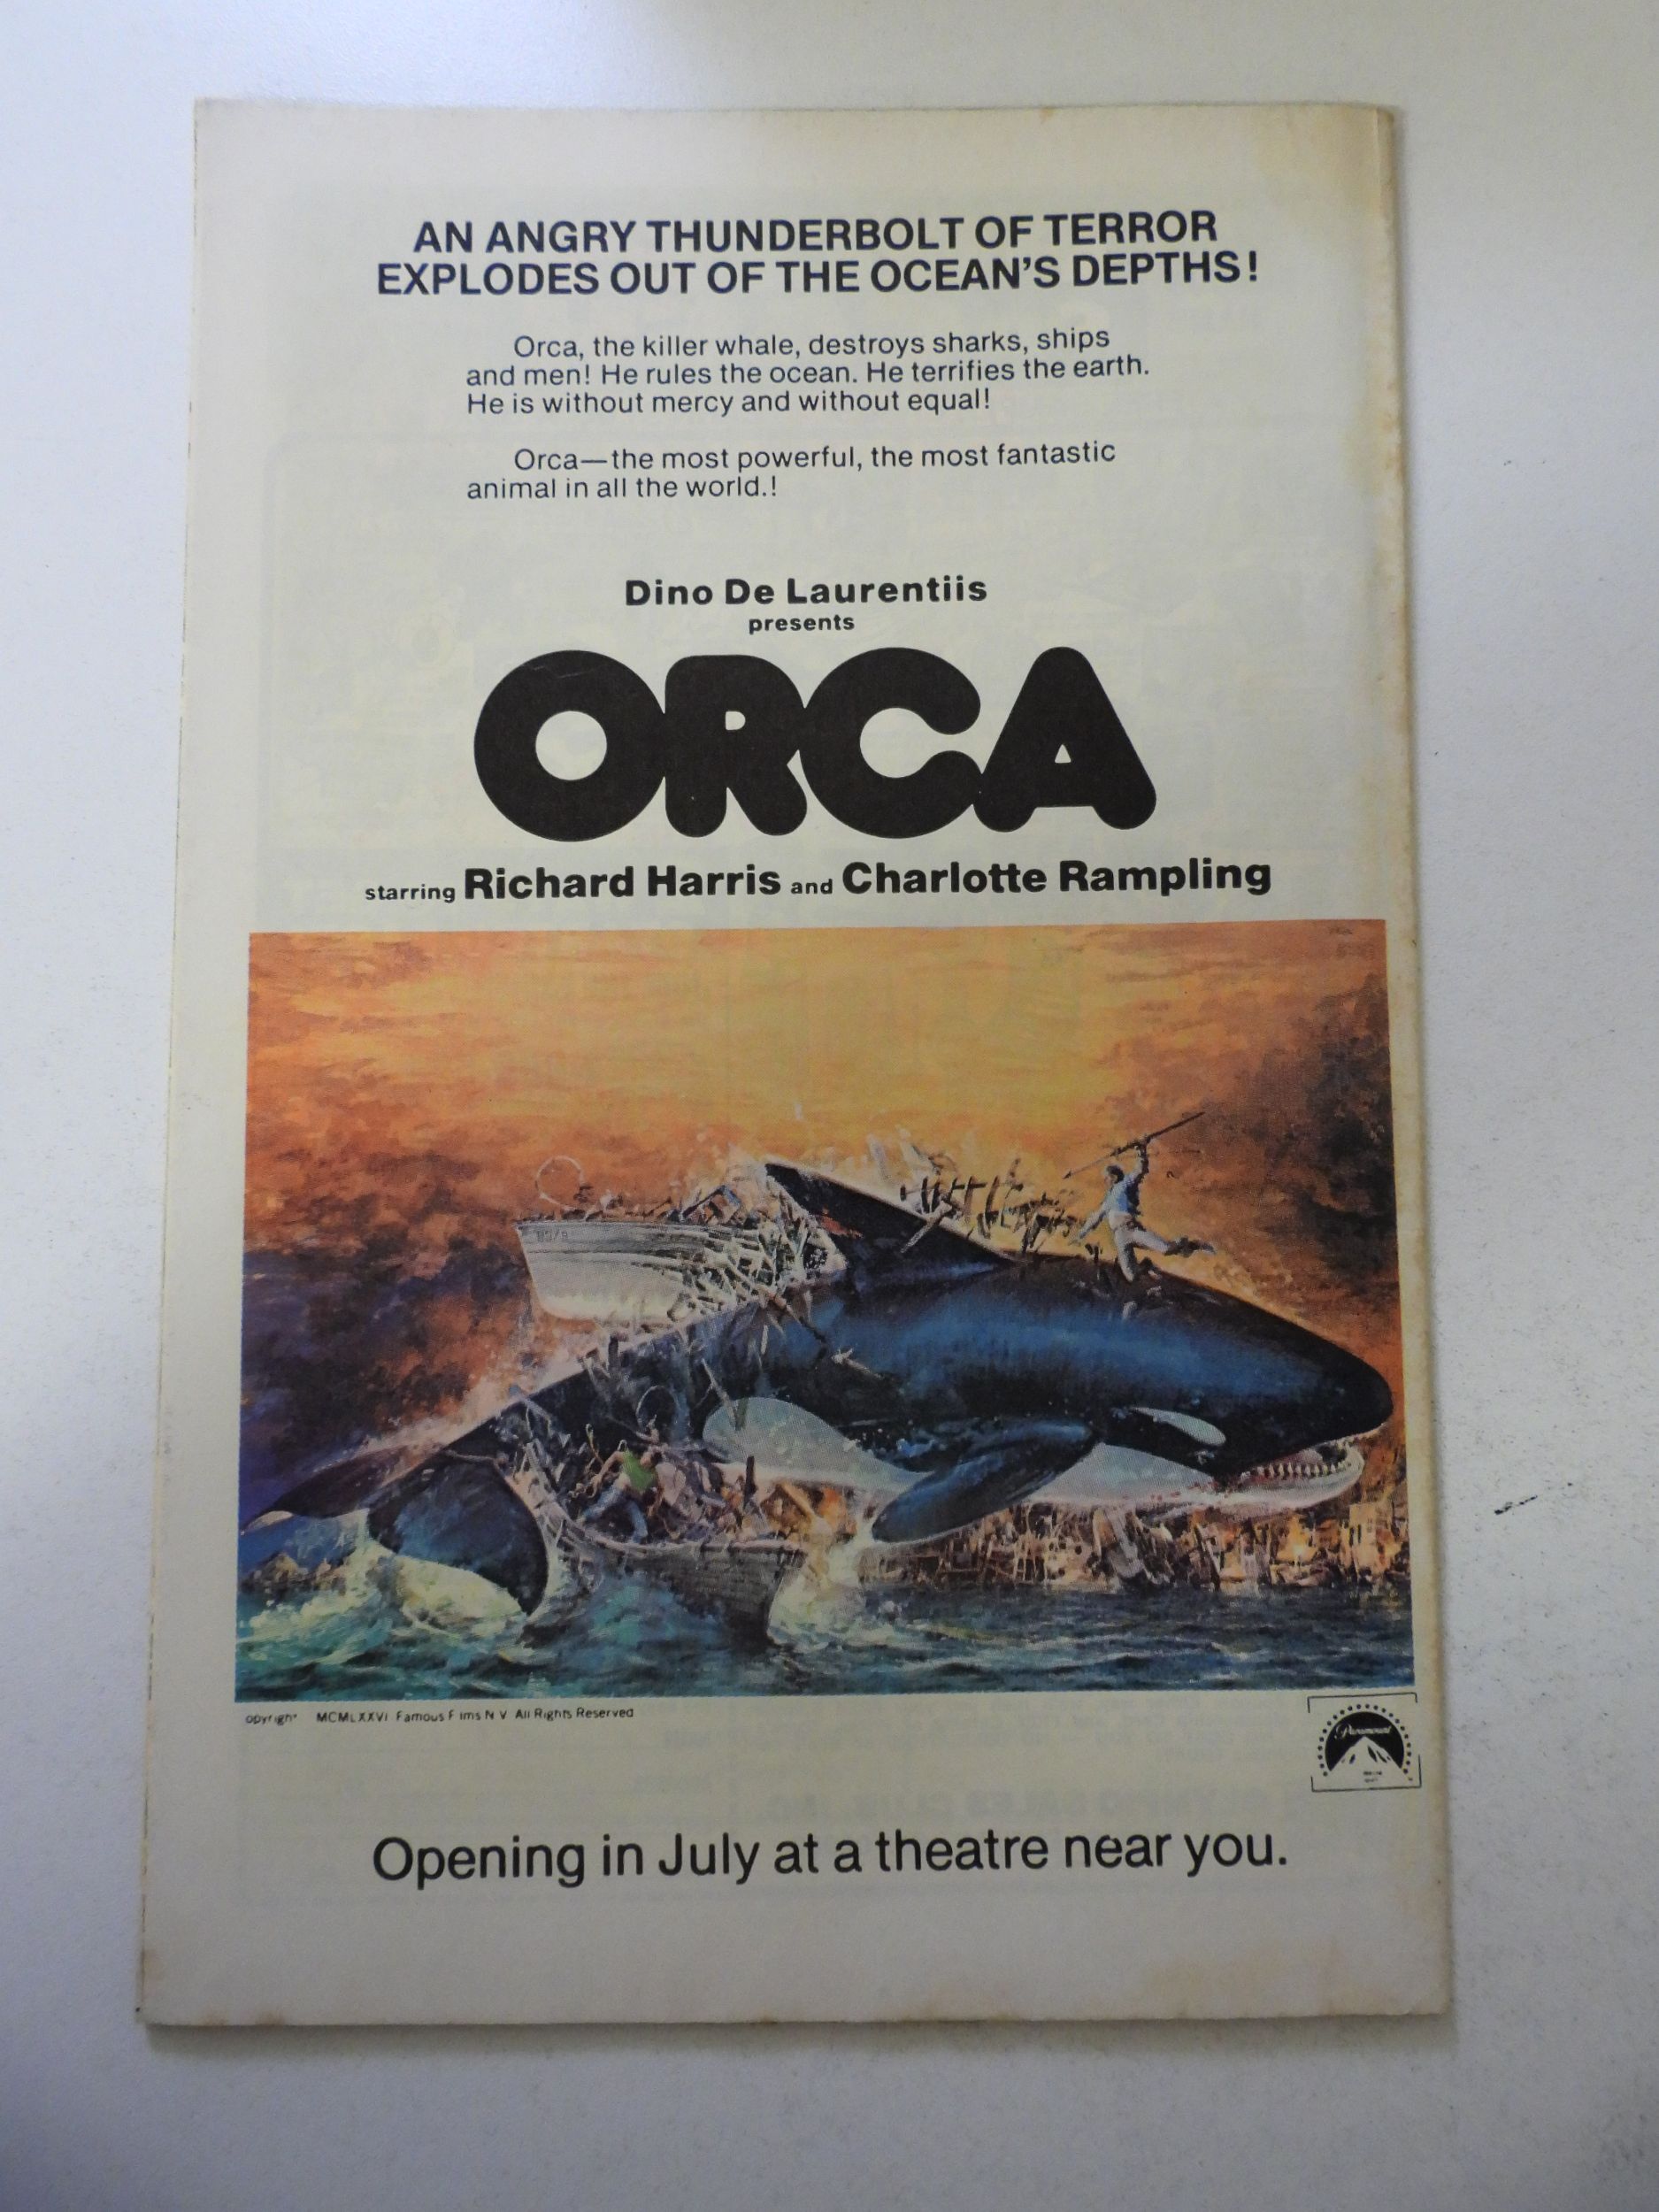 AN ANGRY THUNDERBOLT OF TERROR
EXPLODES OUT OF THE OCEAN'S DEPTHS!
Orca, the killer whale, destroys sharks, ships
and men! He rules the ocean. He terrifies the earth.
He is without mercy and without equal!
Orca—the most powerful, the most fantastic
animal in all the world.!
Dino De Laurentiis
presents
ORCA
starring Richard Harris and Charlotte Rampling
opyrigh MCMLXXVI Famous F ims N V All Rights Reserved
Paramount
Opening in July at a theatre near you.